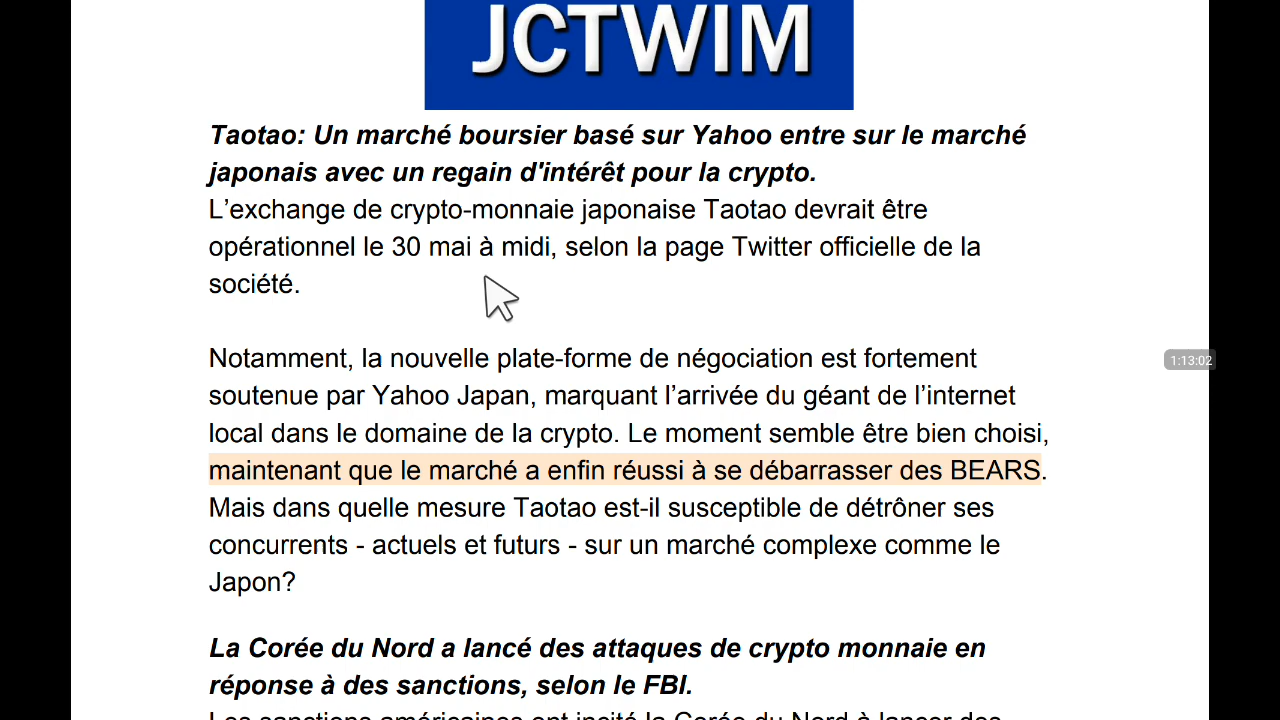 JCTWIM
Taotao: Un marché boursier basé sur Yahoo entre sur le marché
japonais avec un regain d'intérêt pour la crypto.
L’exchange de crypto-monnaie japonaise Taotao devrait être
opérationnel le 30 mai à midi, selon la page Twitter officielle de la
société.
Notamment, la nouvelle plate-forme de négociation est fortement
soutenue par Yahoo Japan, marquant l’arrivée du géant de l’internet
local dans le domaine de la crypto. Le moment semble être bien choisi,
maintenant que le marché a enfin réussi à se débarrasser des BEARS.
Mais dans quelle mesure Taotao est-il susceptible de détrôner ses
concurrents - actuels et futurs - sur un marché complexe comme le
Japon?
1:13:02
La Corée du Nord a lancé des attaques de crypto monnaie en
réponse à des sanctions, selon le FBI.
Les sanctions américaines ont incité la Corée du Nord à lancer des